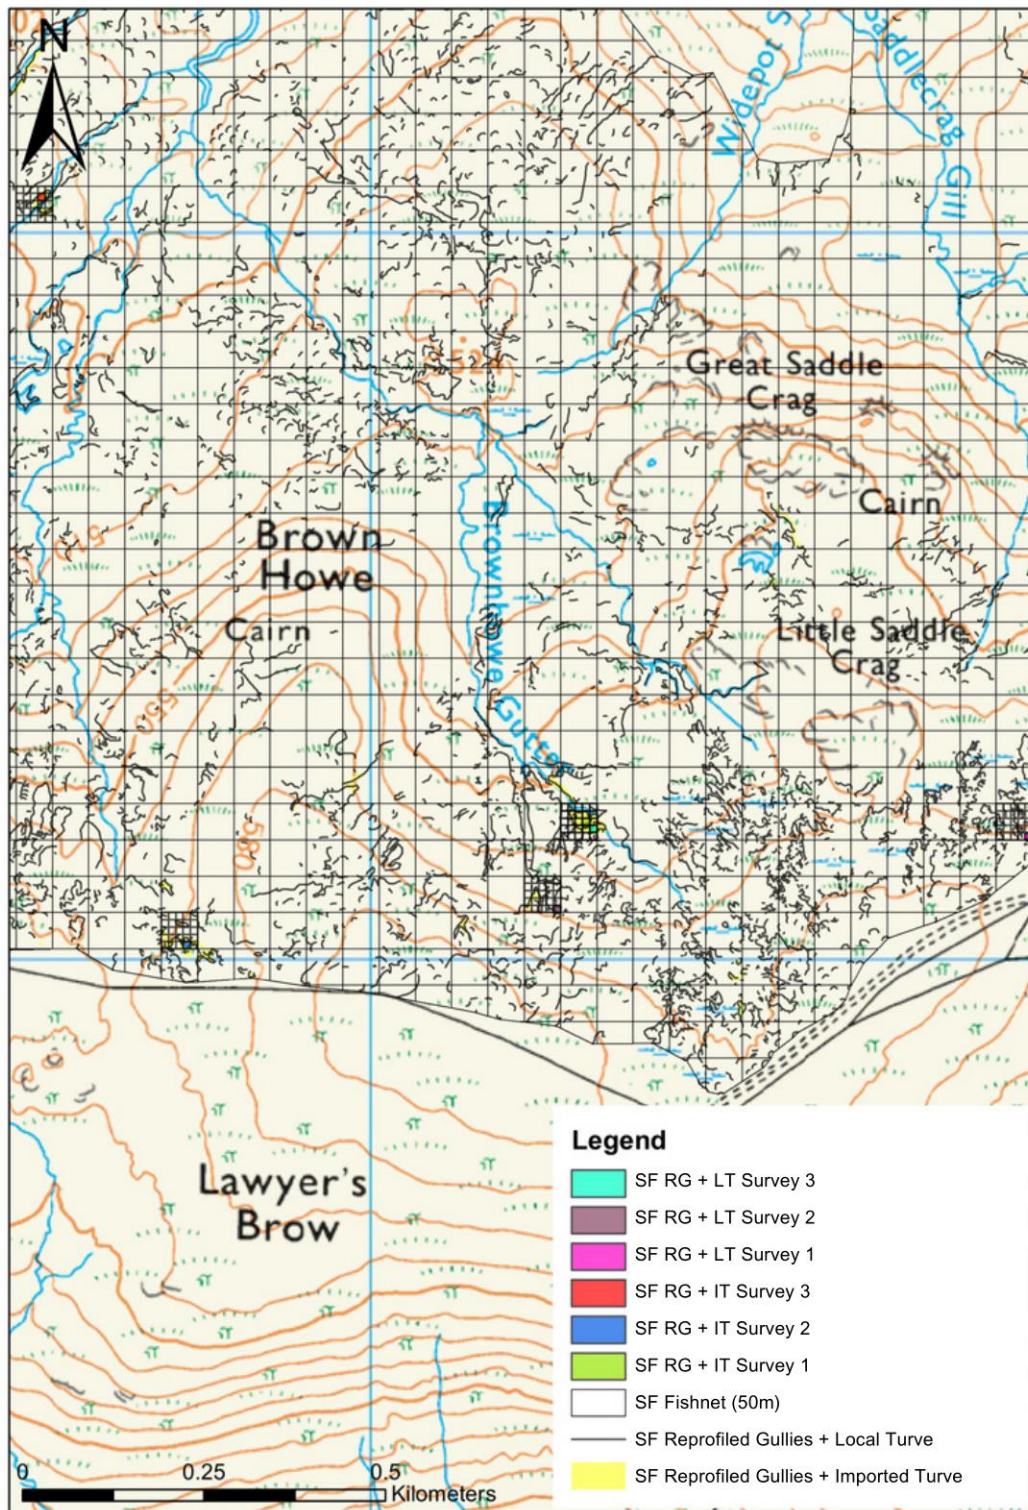 N
Widepot S
Saddlecrag Gill
524
Great Saddle
Crag
Cairn
Brown
Howe
Cairn
Brownhowe Gutter
Little Saddle
Crag
550
580
Lawyer's
Brow
Legend
SF RG + LT Survey 3
SF RG + LT Survey 2
SF RG + LT Survey 1
SF RG + IT Survey 3
SF RG + IT Survey 2
SF RG + IT Survey 1
SF Fishnet (50m)
SF Reprofiled Gullies + Local Turve
SF Reprofiled Gullies + Imported Turve
0 0.25 0.5
Kilometers